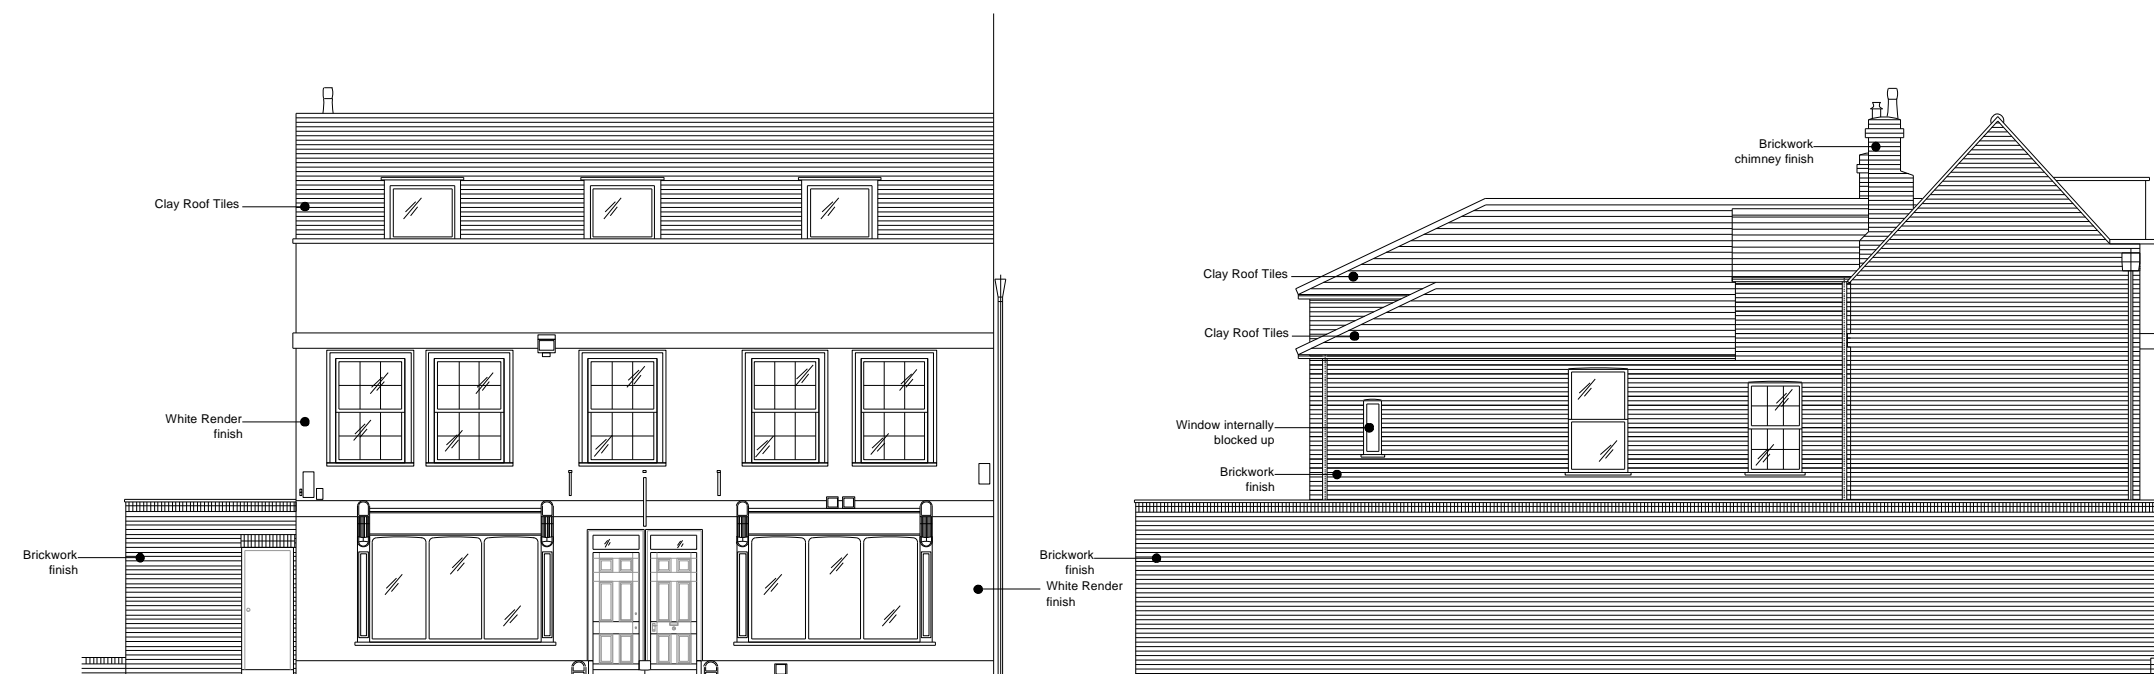 Clay Roof Tiles
White Render
finish
Brickwork
finish
Brickwork
chimney finish
Clay Roof Tiles
Clay Roof Tiles
Window internally
blocked up
Brickwork
finish
Brickwork
finish
White Render
finish